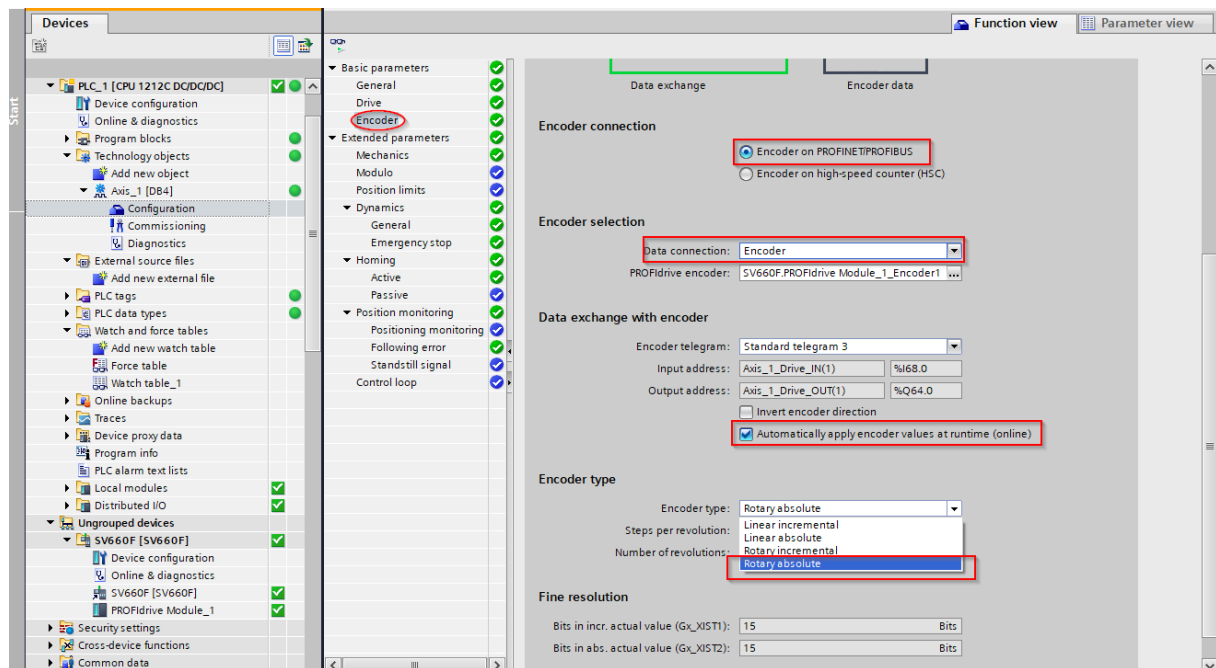 Devices
Function view
Parameter view
Start
PLC_1 [CPU 1212C DC/DC/DC]
Device configuration
Online & diagnostics
Program blocks
Technology objects
Add new object
Axis_1 [DB4]
Configuration
Commissioning
Diagnostics
External source files
Add new external file
PLC tags
PLC data types
Watch and force tables
Add new watch table
Force table
Watch table_1
Online backups
Traces
Device proxy data
Program info
PLC alarm text lists
Local modules
Distributed I/O
Ungrouped devices
SV660F [SV660F]
Device configuration
Online & diagnostics
SV660F [SV660F]
PROFIdrive Module_1
Security settings
Cross-device functions
Common data
Basic parameters
General
Drive
Encoder
Extended parameters
Mechanics
Modulo
Position limits
Dynamics
General
Emergency stop
Homing
Active
Passive
Position monitoring
Positioning monitoring
Following error
Standstill signal
Control loop
Data exchange Encoder data
Encoder connection
Encoder on PROFINET/PROFIBUS
Encoder on high-speed counter (HSC)
Encoder selection
Data connection: Encoder
PROFIdrive encoder: SV660F.PROFIdrive Module_1_Encoder1 ...
Data exchange with encoder
Encoder telegram: Standard telegram 3
Input address: Axis_1_Drive_IN(1) %I68.0
Output address: Axis_1_Drive_OUT(1) %Q64.0
Invert encoder direction
Automatically apply encoder values at runtime (online)
Encoder type
Encoder type: Rotary absolute
Steps per revolution: Linear incremental
Linear absolute
Number of revolutions: Rotary incremental
Rotary absolute
Fine resolution
Bits in incr. actual value (Gx_XIST1): 15 Bits
Bits in abs. actual value (Gx_XIST2): 15 Bits